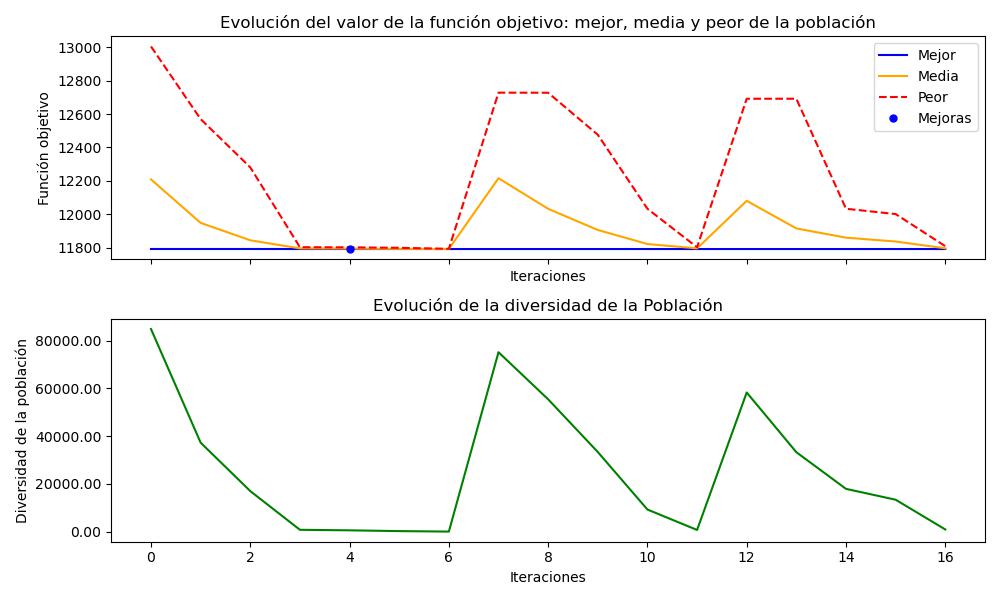 Evolución del valor de la función objetivo: mejor, media y peor de la población
Función objetivo
13000
12800
12600
12400
12200
12000
11800
Mejor
Media
Peor
Mejoras
Iteraciones
Evolución de la diversidad de la Población
Diversidad de la población
80000.00
60000.00
40000.00
20000.00
0.00
0 2 4 6 8 10 12 14 16
Iteraciones